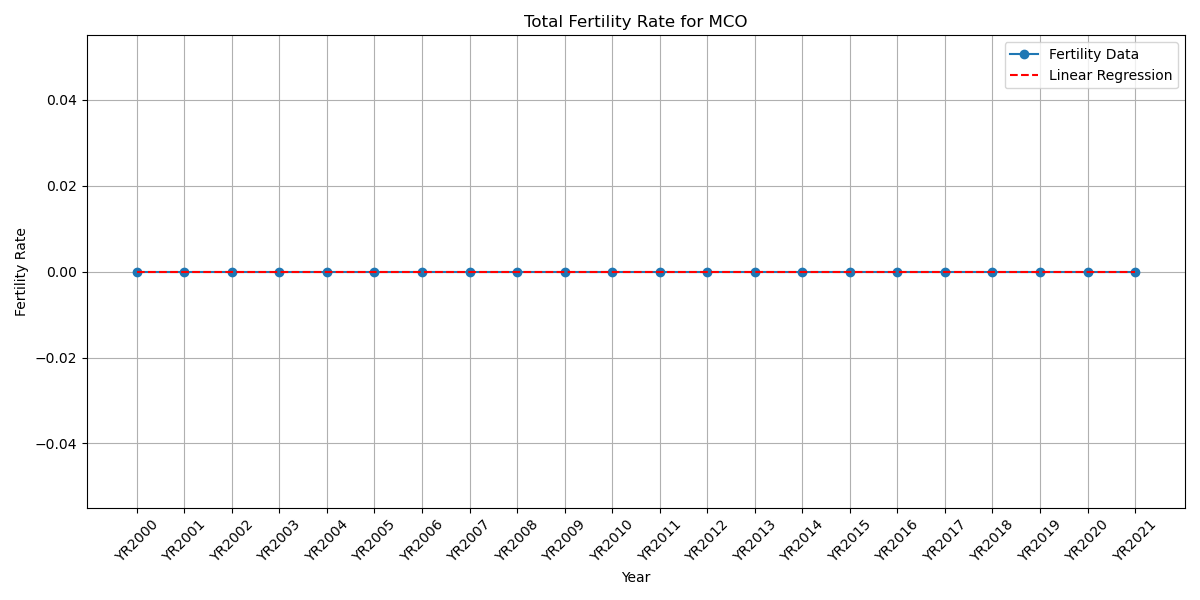 Total Fertility Rate for MCO
Fertility Data
Linear Regression
Fertility Rate
0.04
0.02
0.00
−0.02
−0.04
YR2000
YR2001
YR2002
YR2003
YR2004
YR2005
YR2006
YR2007
YR2008
YR2009
YR2010
YR2011
YR2012
YR2013
YR2014
YR2015
YR2016
YR2017
YR2018
YR2019
YR2020
YR2021
Year